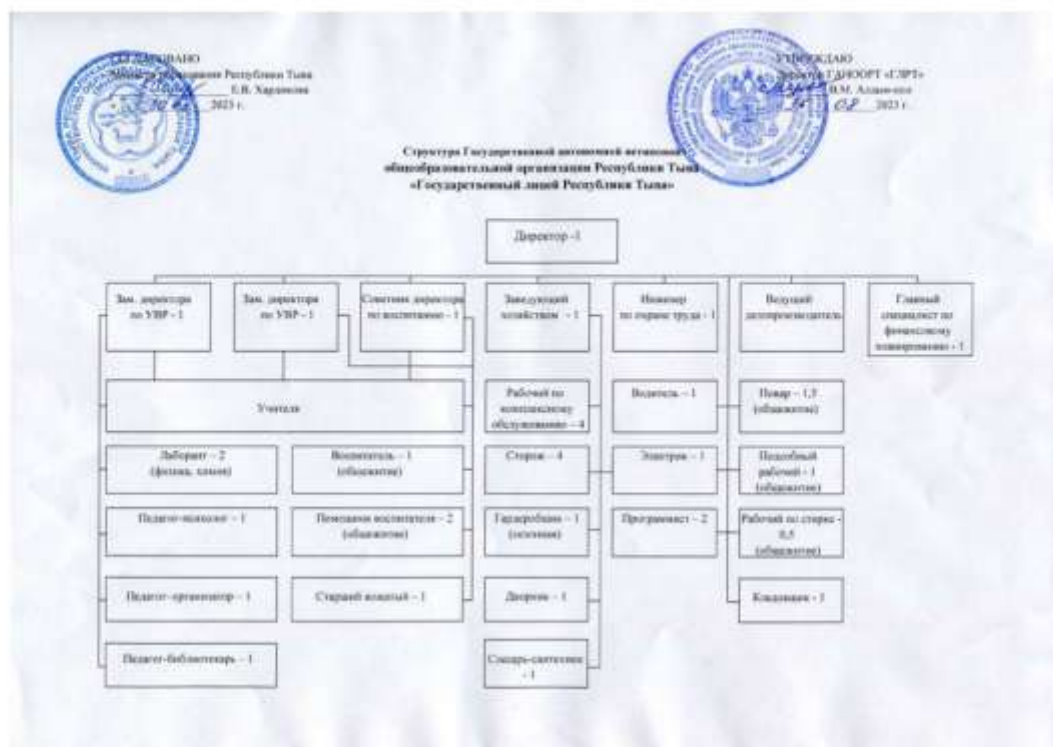 СОГЛАСОВАНО
Министр образования Республики Тыва
Е.В. Хардикова
2023 г.
УТВЕРЖДАЮ
Директор ГАНООРТ «ГЛРТ»
В.М. Алдын-оол
08 2023 г.
Структура Государственной автономной нетиповой
общеобразовательной организации Республики Тыва
«Государственный лицей Республики Тыва»
Директор -1
Зам. директора
по УВР - 1
Зам. директора
по УВР - 1
Советник директора
по воспитанию - 1
Заведующий
хозяйством - 1
Инженер
по охране труда - 1
Ведущий
делопроизводитель
Главный
специалист по
финансовому
планированию - 1
Учителя
Рабочий по
комплексному
обслуживанию – 4
Водитель – 1
Повар – 1,5
(общежитие)
Лаборант – 2
(физика, химия)
Воспитатель – 1
(общежитие)
Сторож – 4
Электрик – 1
Подсобный
рабочий - 1
(общежитие)
Педагог-психолог – 1
Помощник воспитателя – 2
(общежитие)
Гардеробщик – 1
(сезонная)
Программист – 2
Рабочий по стирке -
0,5
(общежитие)
Педагог-организатор – 1
Старший вожатый – 1
Дворник – 1
Кладовщик - 1
Педагог-библиотекарь – 1
Слесарь-сантехник
- 1